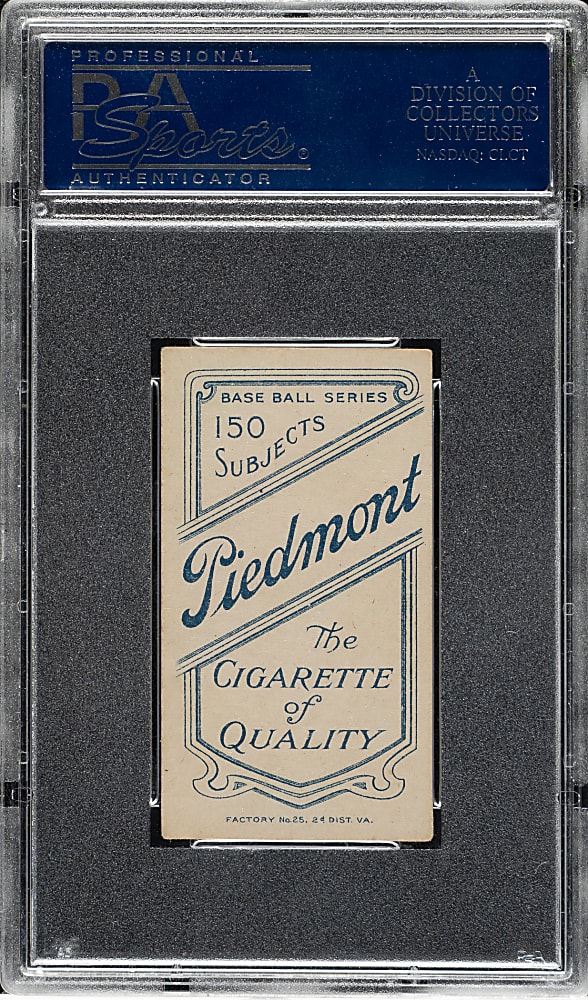 PROFESSIONAL
PSA
Sports®
AUTHENTICATOR
A
DIVISION OF
COLLECTORS
UNIVERSE
NASDAQ: CLCT
BASE BALL SERIES
150
SUBJECTS
Piedmont
The
CIGARETTE
of
QUALITY
FACTORY No.25, 2d DIST. VA.
PSA